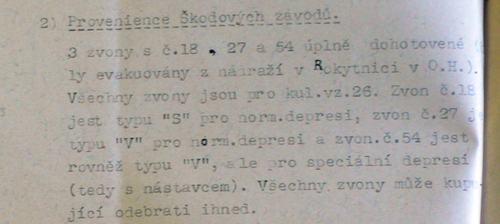 2) Provenience Škodových závodů.
3 zvony s č.18 , 27 a 54 úplně dohotovené (
ly evakuovány z nádraží v Rokytnici v O.H.).
Všechny zvony jsou pro kul.vz.26. Zvon č.18
jest typu "S" pro norm.depresi, zvon č.27 je
typu "V" pro norm.depresi a zvon.č.54 jest
rovněž typu "V", ale pro speciální depresi
(tedy s nástavcem). Všechny zvony může kupu
jící odebrati ihned.